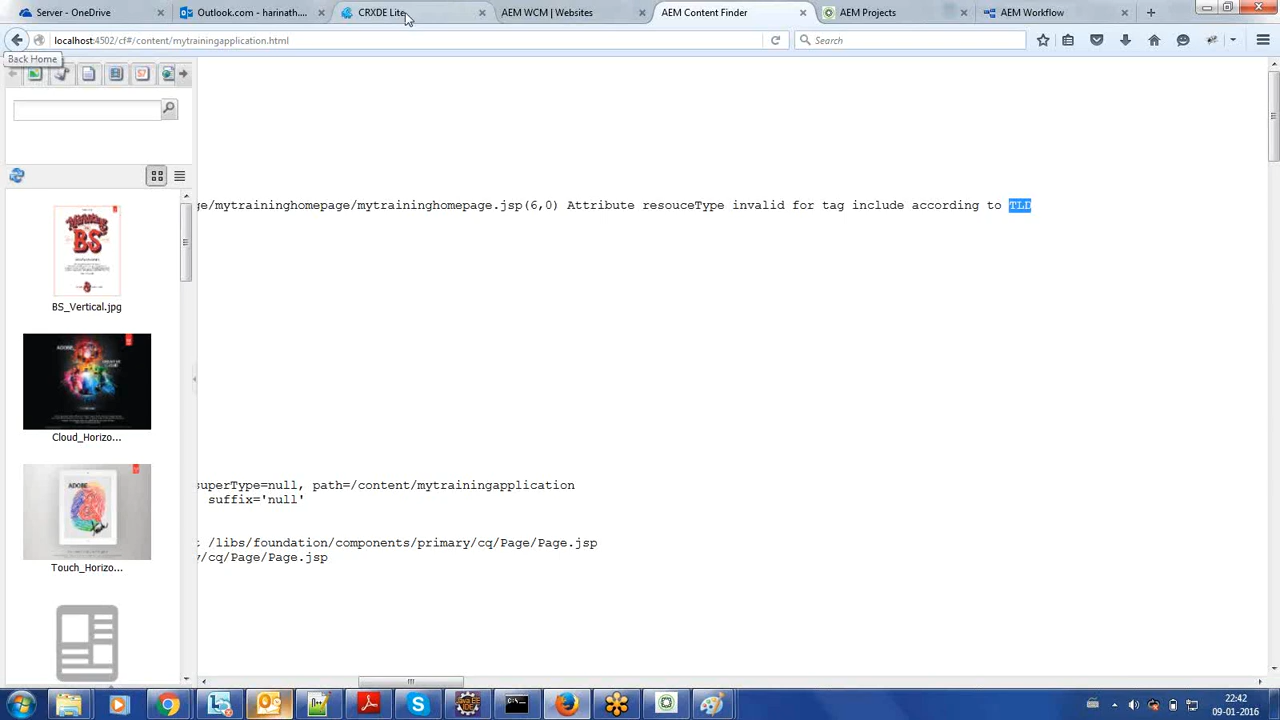 Server - OneDrive
Outlook.com - harinath....
CRXDE Lite
AEM WCM | Websites
AEM Content Finder
AEM Projects
AEM Workflow
localhost:4502/cf#/content/mytrainingapplication.html
Search
Back Home
ge/mytraininghomepage/mytraininghomepage.jsp(6,0) Attribute resouceType invalid for tag include according to TLD
BS_Vertical.jpg
Cloud_Horizo...
Touch_Horizo...
superType=null, path=/content/mytrainingapplication
suffix='null'
t /libs/foundation/components/primary/cq/Page/Page.jsp
y/cq/Page/Page.jsp
22:42
09-01-2016